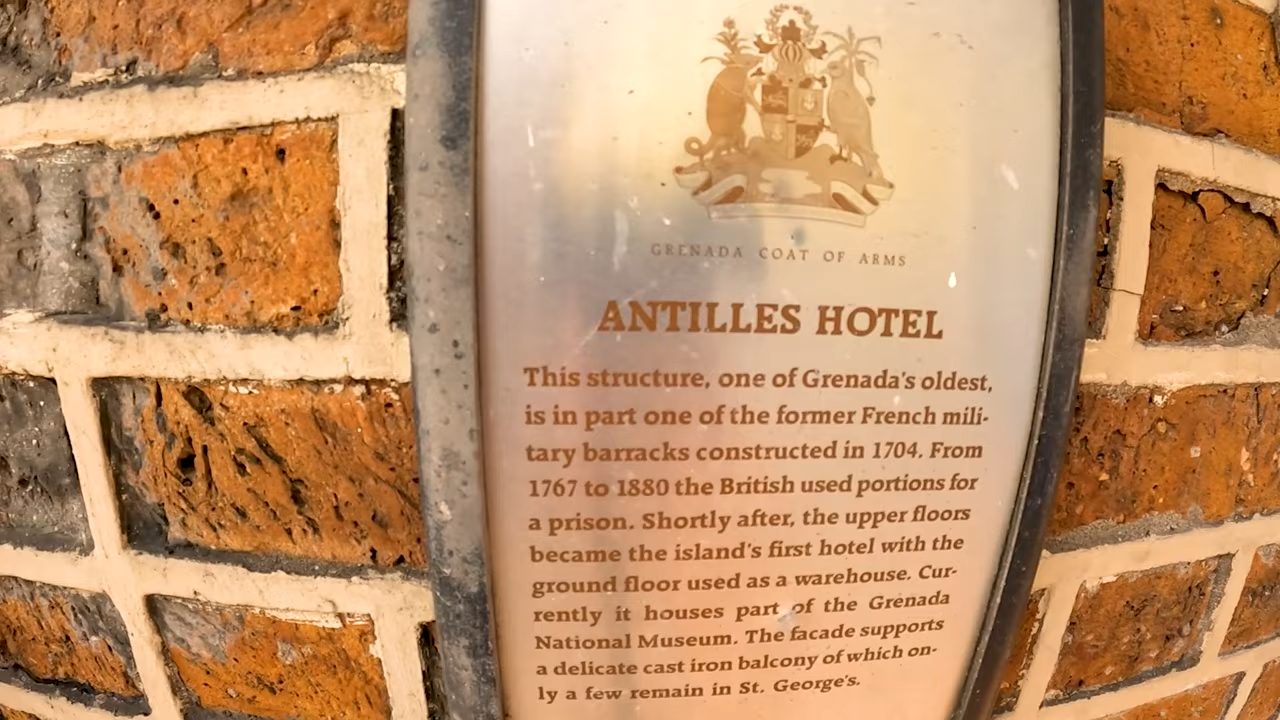 GRENADA COAT OF ARMS
ANTILLES HOTEL
This structure, one of Grenada's oldest,
is in part one of the former French mili-
tary barracks constructed in 1704. From
1767 to 1880 the British used portions for
a prison. Shortly after, the upper floors
became the island's first hotel with the
ground floor used as a warehouse. Cur-
rently it houses part of the Grenada
National Museum. The facade supports
a delicate cast iron balcony of which on-
ly a few remain in St. George's.